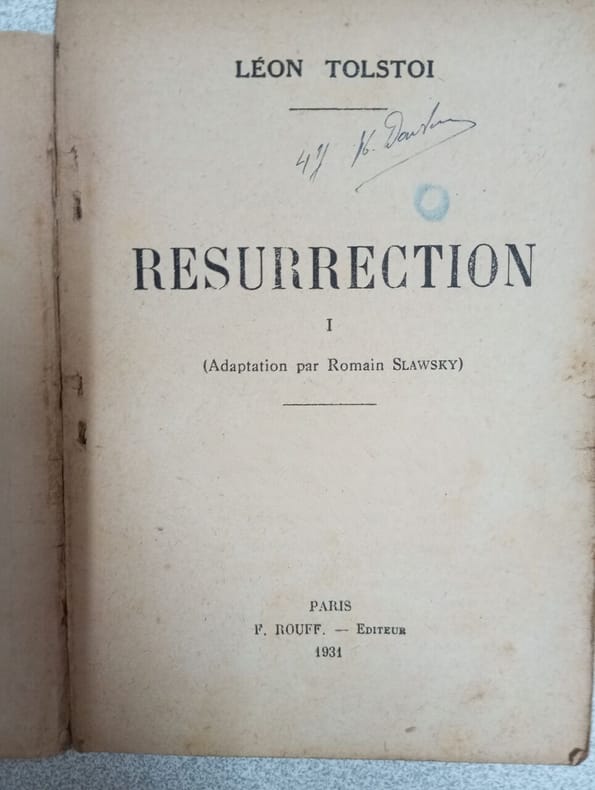 LÉON TOLSTOI
RESURRECTION
I
(Adaptation par Romain SLAWSKY)
PARIS
F. ROUFF. — EDITEUR
1931